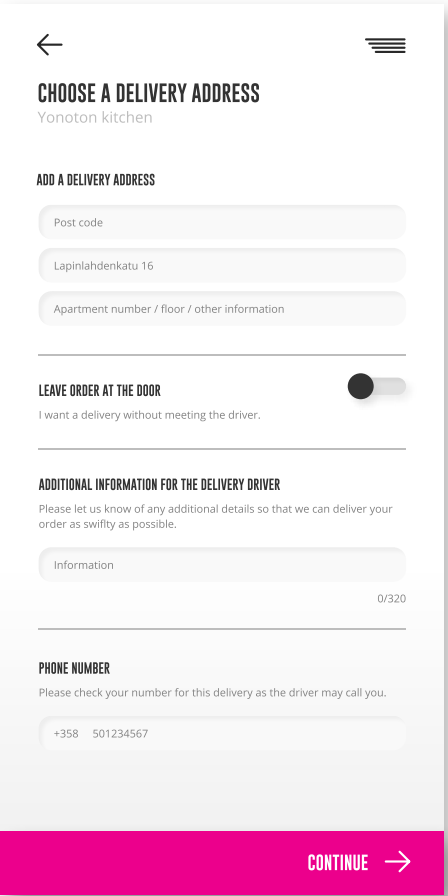 CHOOSE A DELIVERY ADDRESS
Yonoton kitchen
ADD A DELIVERY ADDRESS
Post code
Lapinlahdenkatu 16
Apartment number / floor / other information
LEAVE ORDER AT THE DOOR
I want a delivery without meeting the driver.
ADDITIONAL INFORMATION FOR THE DELIVERY DRIVER
Please let us know of any additional details so that we can deliver your
order as swiflty as possible.
Information
0/320
PHONE NUMBER
Please check your number for this delivery as the driver may call you.
+358 501234567
CONTINUE